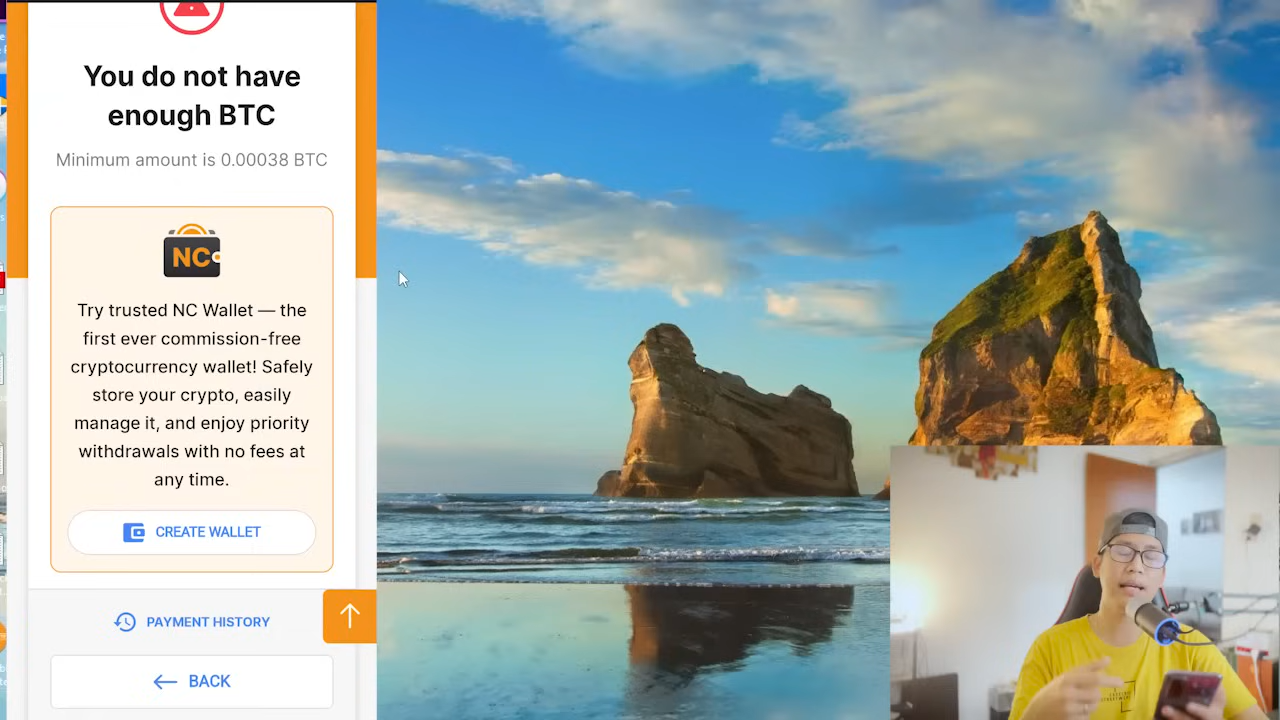 You do not have
enough BTC
Minimum amount is 0.00038 BTC
NC
Try trusted NC Wallet — the
first ever commission-free
cryptocurrency wallet! Safely
store your crypto, easily
manage it, and enjoy priority
withdrawals with no fees at
any time.
CREATE WALLET
PAYMENT HISTORY
BACK